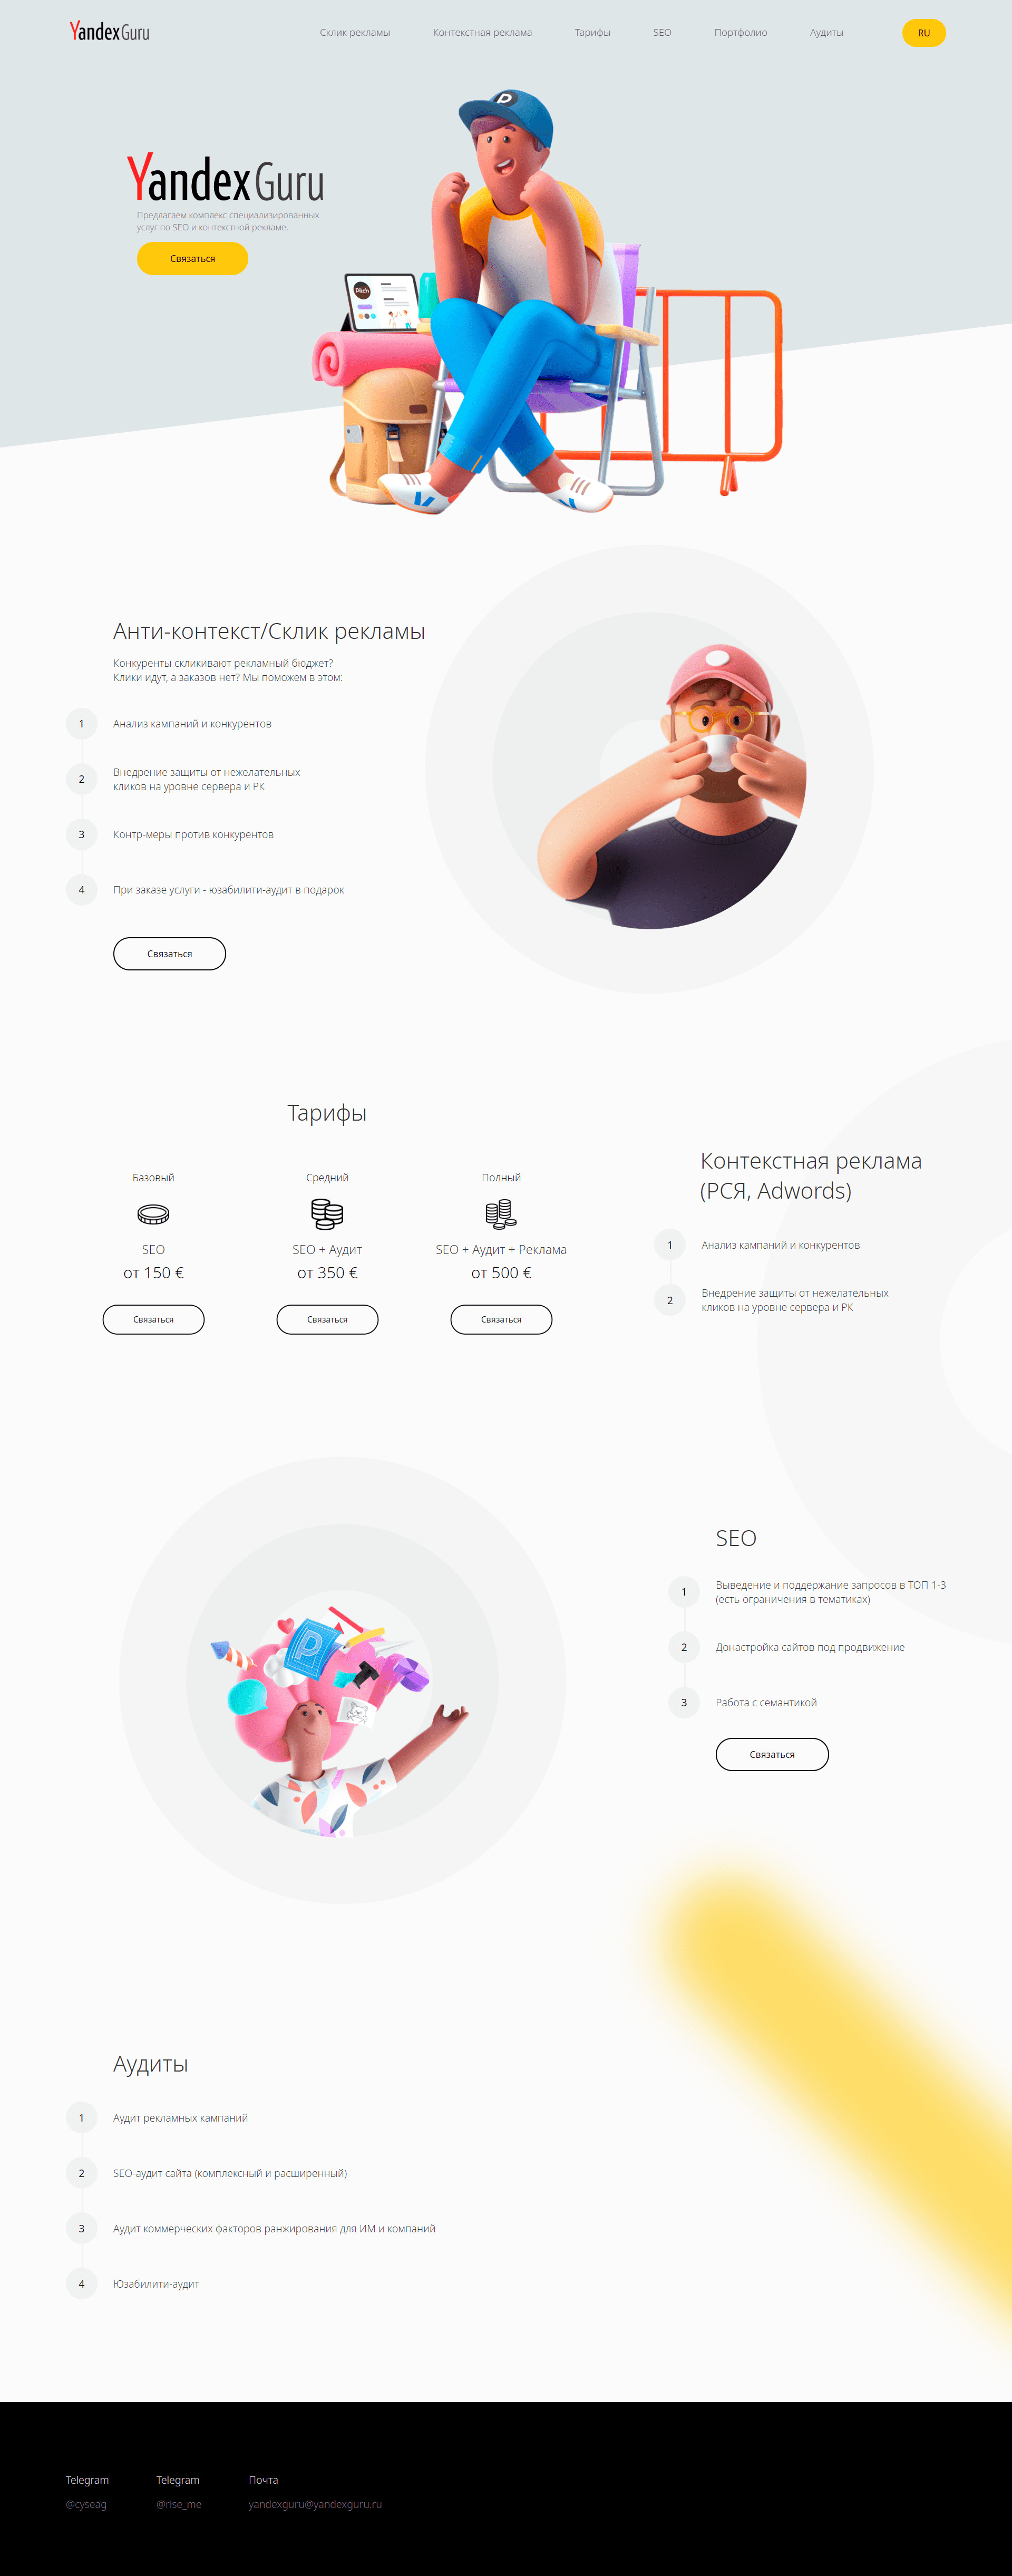 YandexGuru
Склик рекламы
Контекстная реклама
Тарифы
SEO
Портфолио
Аудиты
RU
YandexGuru
Предлагаем комплекс специализированных
услуг по SEO и контекстной рекламе.
Связаться
Pitch
Анти-контекст/Склик рекламы
Конкуренты скликивают рекламный бюджет?
Клики идут, а заказов нет? Мы поможем в этом:
1
Анализ кампаний и конкурентов
2
Внедрение защиты от нежелательных
кликов на уровне сервера и РК
3
Контр-меры против конкурентов
4
При заказе услуги - юзабилити-аудит в подарок
Связаться
Тарифы
Базовый
SEO
от 150 €
Связаться
Средний
SEO + Аудит
от 350 €
Связаться
Полный
SEO + Аудит + Реклама
от 500 €
Связаться
Контекстная реклама
(РСЯ, Adwords)
1
Анализ кампаний и конкурентов
2
Внедрение защиты от нежелательных
кликов на уровне сервера и РК
SEO
1
Выведение и поддержание запросов в ТОП 1-3
(есть ограничения в тематиках)
2
Донастройка сайтов под продвижение
3
Работа с семантикой
Связаться
Аудиты
1
Аудит рекламных кампаний
2
SEO-аудит сайта (комплексный и расширенный)
3
Аудит коммерческих факторов ранжирования для ИМ и компаний
4
Юзабилити-аудит
Telegram
@cyseag
Telegram
@rise_me
Почта
yandexguru@yandexguru.ru